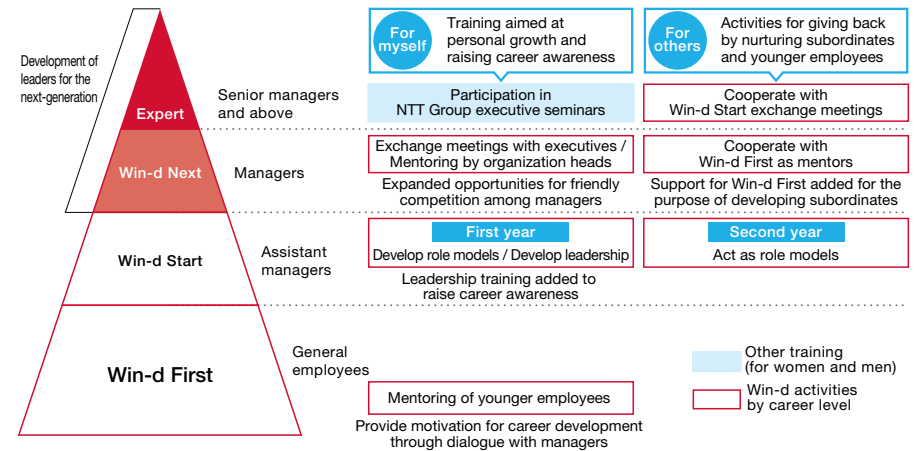 Development of
leaders for the
next-generation
Expert
Win-d Next
Win-d Start
Win-d First
Senior managers
and above
Managers
Assistant
managers
General
employees
For
myself
Training aimed at
personal growth and
raising career awareness
For
others
Activities for giving back
by nurturing subordinates
and younger employees
Participation in
NTT Group executive seminars
Cooperate with
Win-d Start exchange meetings
Exchange meetings with executives /
Mentoring by organization heads
Expanded opportunities for friendly
competition among managers
Cooperate with
Win-d First as mentors
Support for Win-d First added for the
purpose of developing subordinates
First year
Develop role models / Develop leadership
Leadership training added to
raise career awareness
Second year
Act as role models
Mentoring of younger employees
Provide motivation for career development
through dialogue with managers
Other training
(for women and men)
Win-d activities
by career level